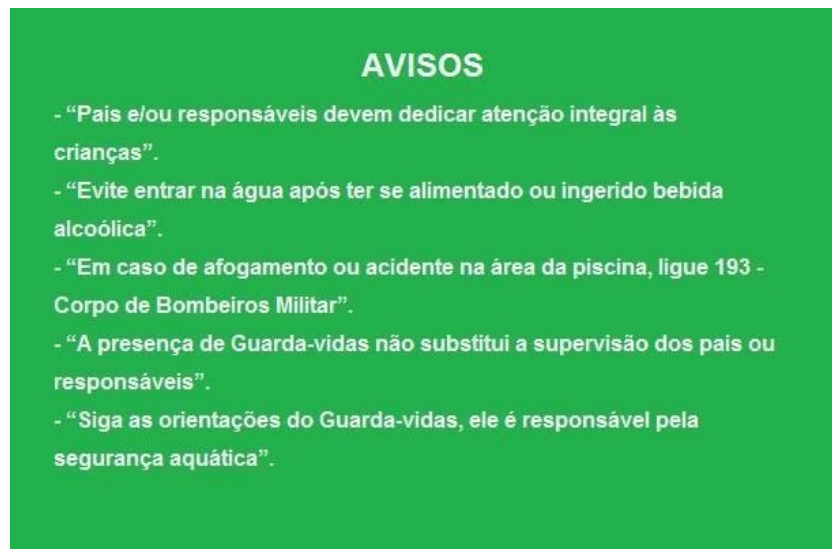 AVISOS
- “Pais e/ou responsáveis devem dedicar atenção integral às
crianças”.
- “Evite entrar na água após ter se alimentado ou ingerido bebida
alcoólica”.
- “Em caso de afogamento ou acidente na área da piscina, ligue 193 -
Corpo de Bombeiros Militar”.
- “A presença de Guarda-vidas não substitui a supervisão dos pais ou
responsáveis”.
- “Siga as orientações do Guarda-vidas, ele é responsável pela
segurança aquática”.